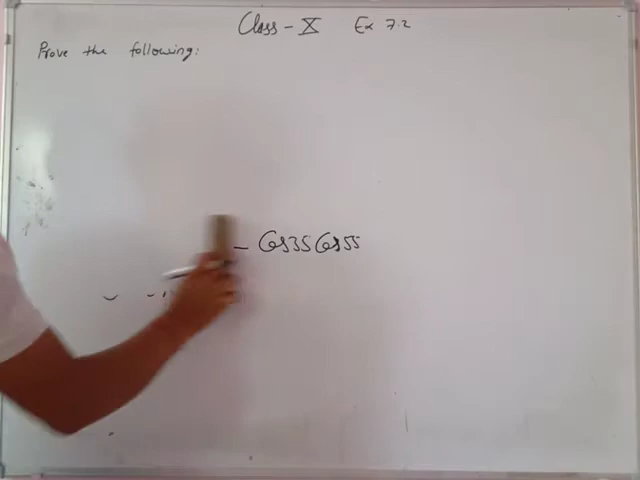 Class - X Ex 7.2
Prove the following:
- Cos35 Cos55